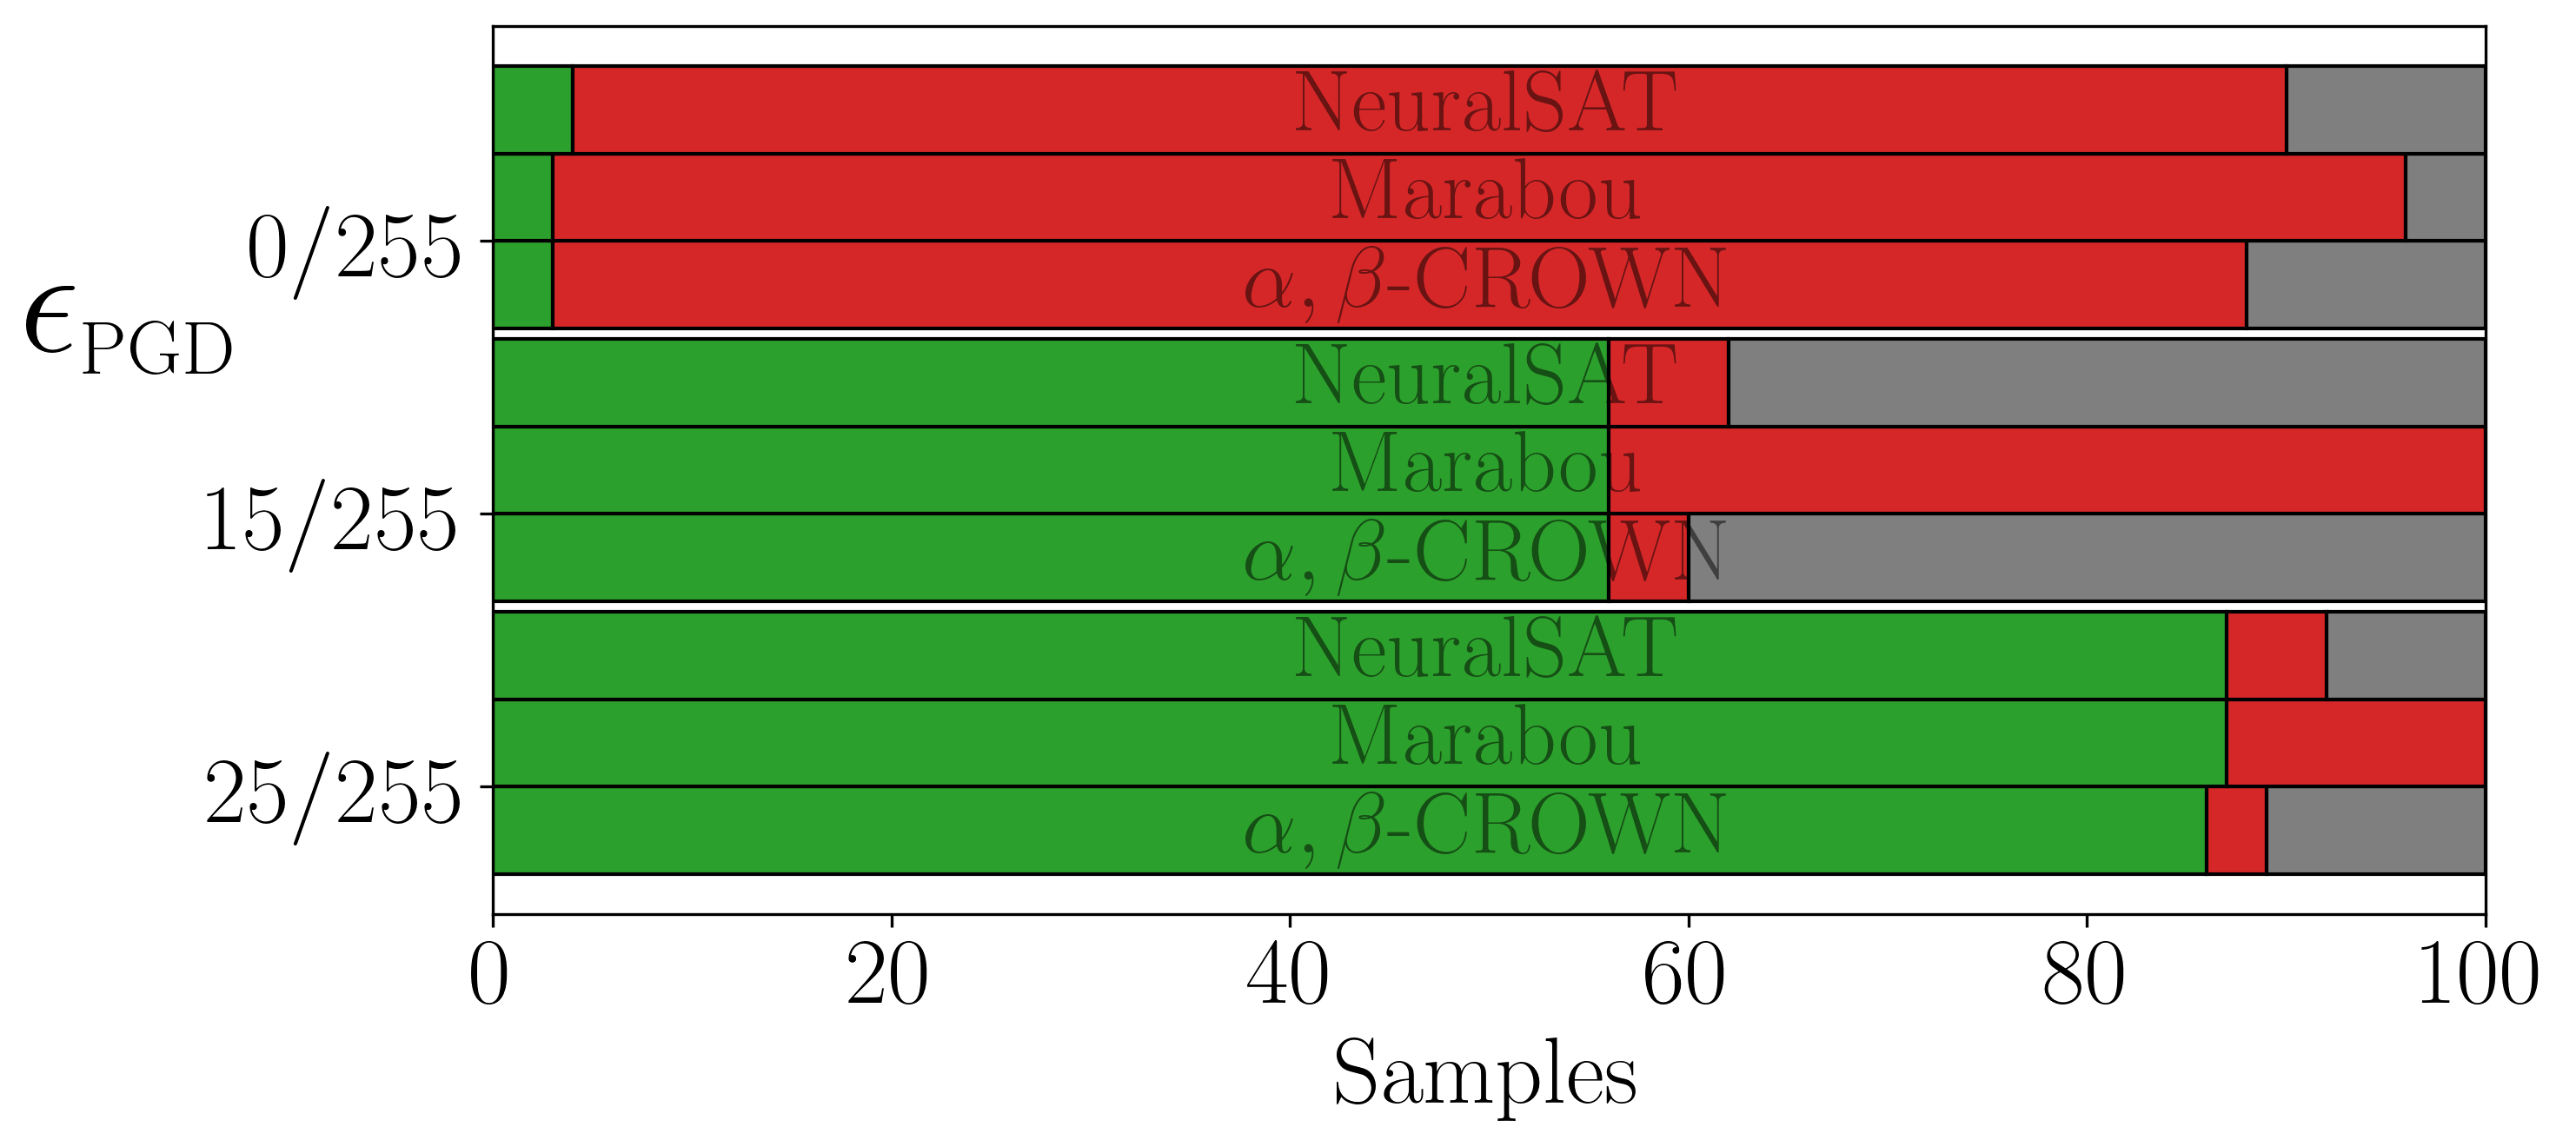 NeuralSAT
Marabou
0/255
α, β-CROWN
ϵPGD
NeuralSAT
Marabou
15/255
α, β-CROWN
NeuralSAT
Marabou
25/255
α, β-CROWN
0 20 40 60 80 100
Samples